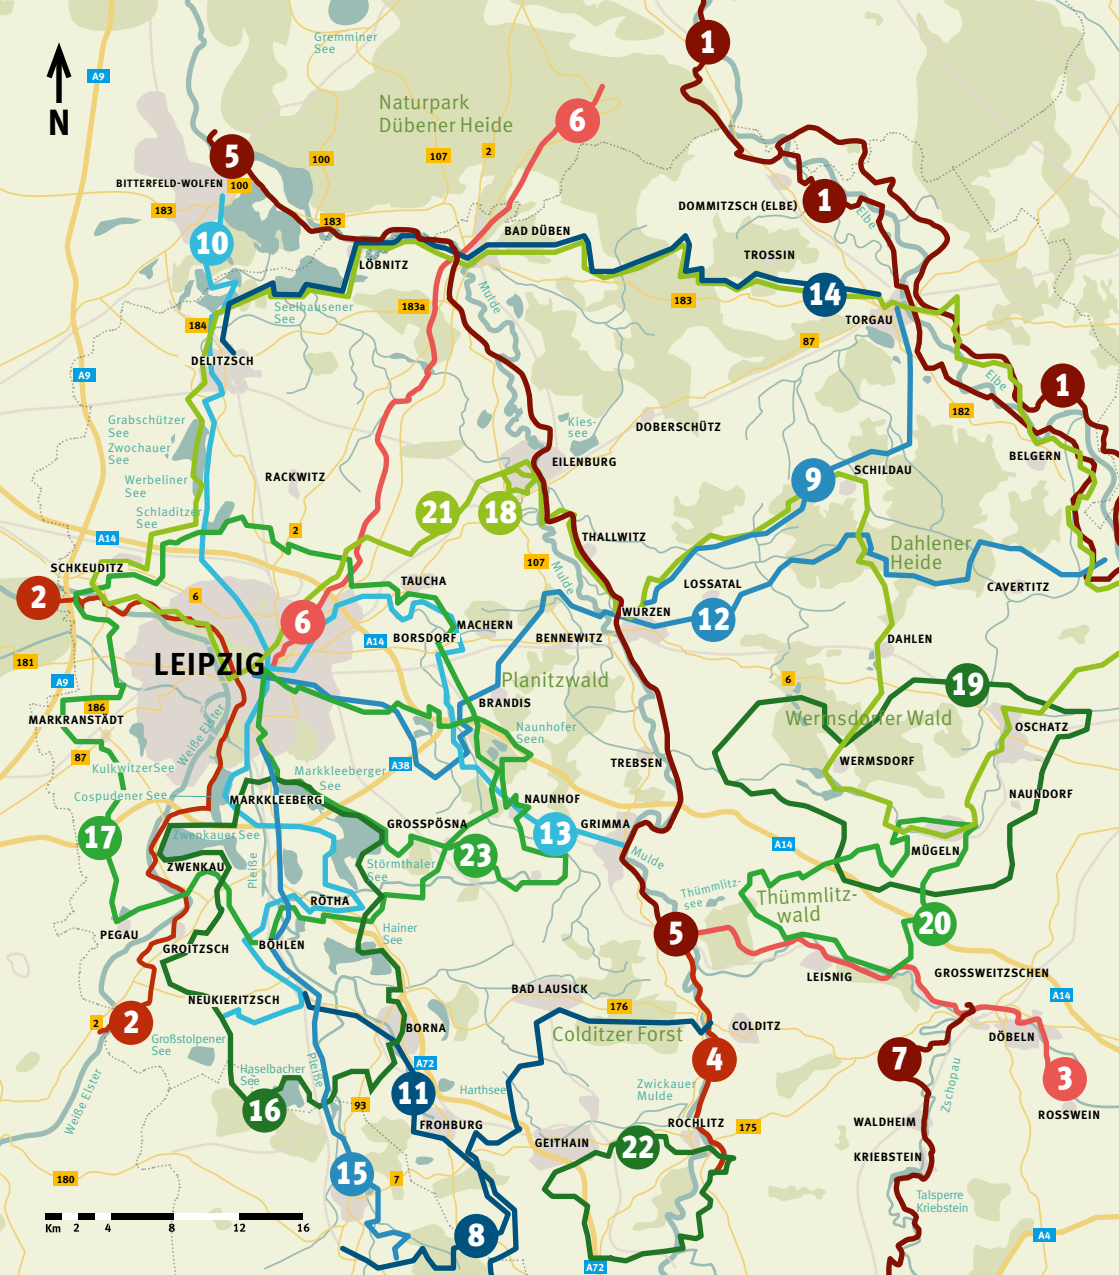 Gremminer
See
1
A9
N
Naturpark
Dübener Heide
6
5
100
107
2
BITTERFELD-WOLFEN
100
183
183
DOMMITZSCH (ELBE)
1
Elbe
10
BAD DÜBEN
LÖBNITZ
TROSSIN
Mulde
14
183a
183
Seelhausener
See
184
TORGAU
87
DELITZSCH
A9
Elbe
1
182
Grabschützer
See
Zwochauer
See
Kies-
see
DOBERSCHÜTZ
BELGERN
RACKWITZ
EILENBURG
SCHILDAU
9
Werbeliner
See
Schladitzer
See
21
18
A14
2
THALLWITZ
Dahlener
Heide
107
SCHKEUDITZ
TAUCHA
Mulde
LOSSATAL
CAVERTITZ
2
6
6
WURZEN
12
MACHERN
A14
BORSDORF
BENNEWITZ
DAHLEN
LEIPZIG
181
A9
Planitzwald
6
19
186
BRANDIS
MARKRANSTÄDT
Weiße Elster
Naunhofer
Seen
Wermsdorfer Wald
OSCHATZ
87
KulkwitzerSee
A38
Markkleeberger
See
TREBSEN
WERMSDORF
Cospudener See
MARKKLEEBERG
NAUNHOF
NAUNDORF
GROSSPÖSNA
GRIMMA
17
Zwenkauer See
13
23
A14
MÜGELN
ZWENKAU
Pleiße
Störmthaler
See
Mulde
Thümmlitz-
see
Thümmlitz-
wald
RÖTHA
20
PEGAU
Hainer
See
5
GROITZSCH
BÖHLEN
LEISNIG
GROSSWEITZSCHEN
BAD LAUSICK
A14
NEUKIERITZSCH
176
2
2
Großstolpener
See
BORNA
Colditzer Forst
COLDITZ
DÖBELN
Pleiße
A72
4
7
3
Haselbacher
See
Harthsee
Zwickauer
Mulde
Zschopau
Weiße Elster
16
93
11
ROSSWEIN
FROHBURG
ROCHLITZ
175
WALDHEIM
GEITHAIN
22
KRIEBSTEIN
180
15
7
Talsperre
Kriebstein
Km 2 4 8 12 16
8
A4
A72